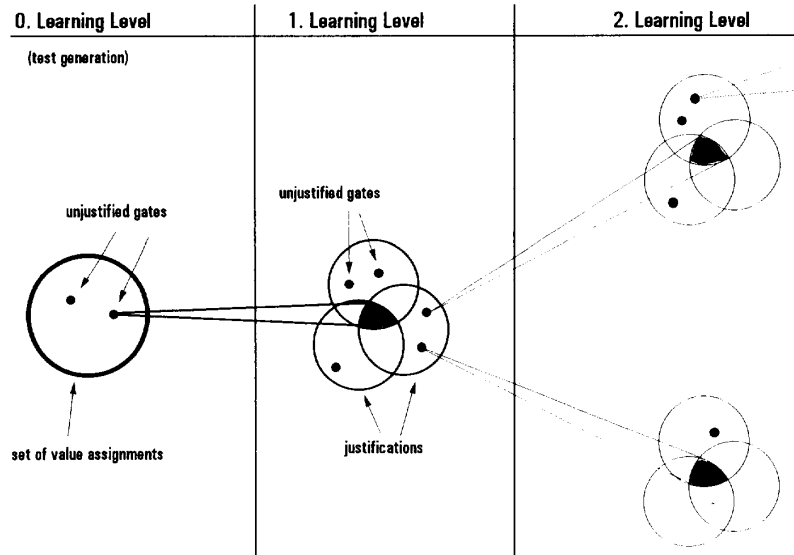 0. Learning Level
1. Learning Level
2. Learning Level
(test generation)
unjustified gates
unjustified gates
set of value assignments
justifications